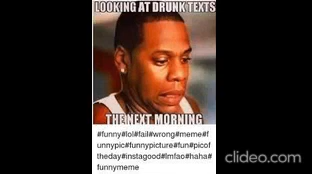 LOOKING AT DRUNK TEXTS
THE NEXT MORNING
#funny#lol#fail#wrong#meme#f
unnypic#funnypicture#fun#picof
theday#instagood#lmfao#haha#
funnymeme
clideo.com